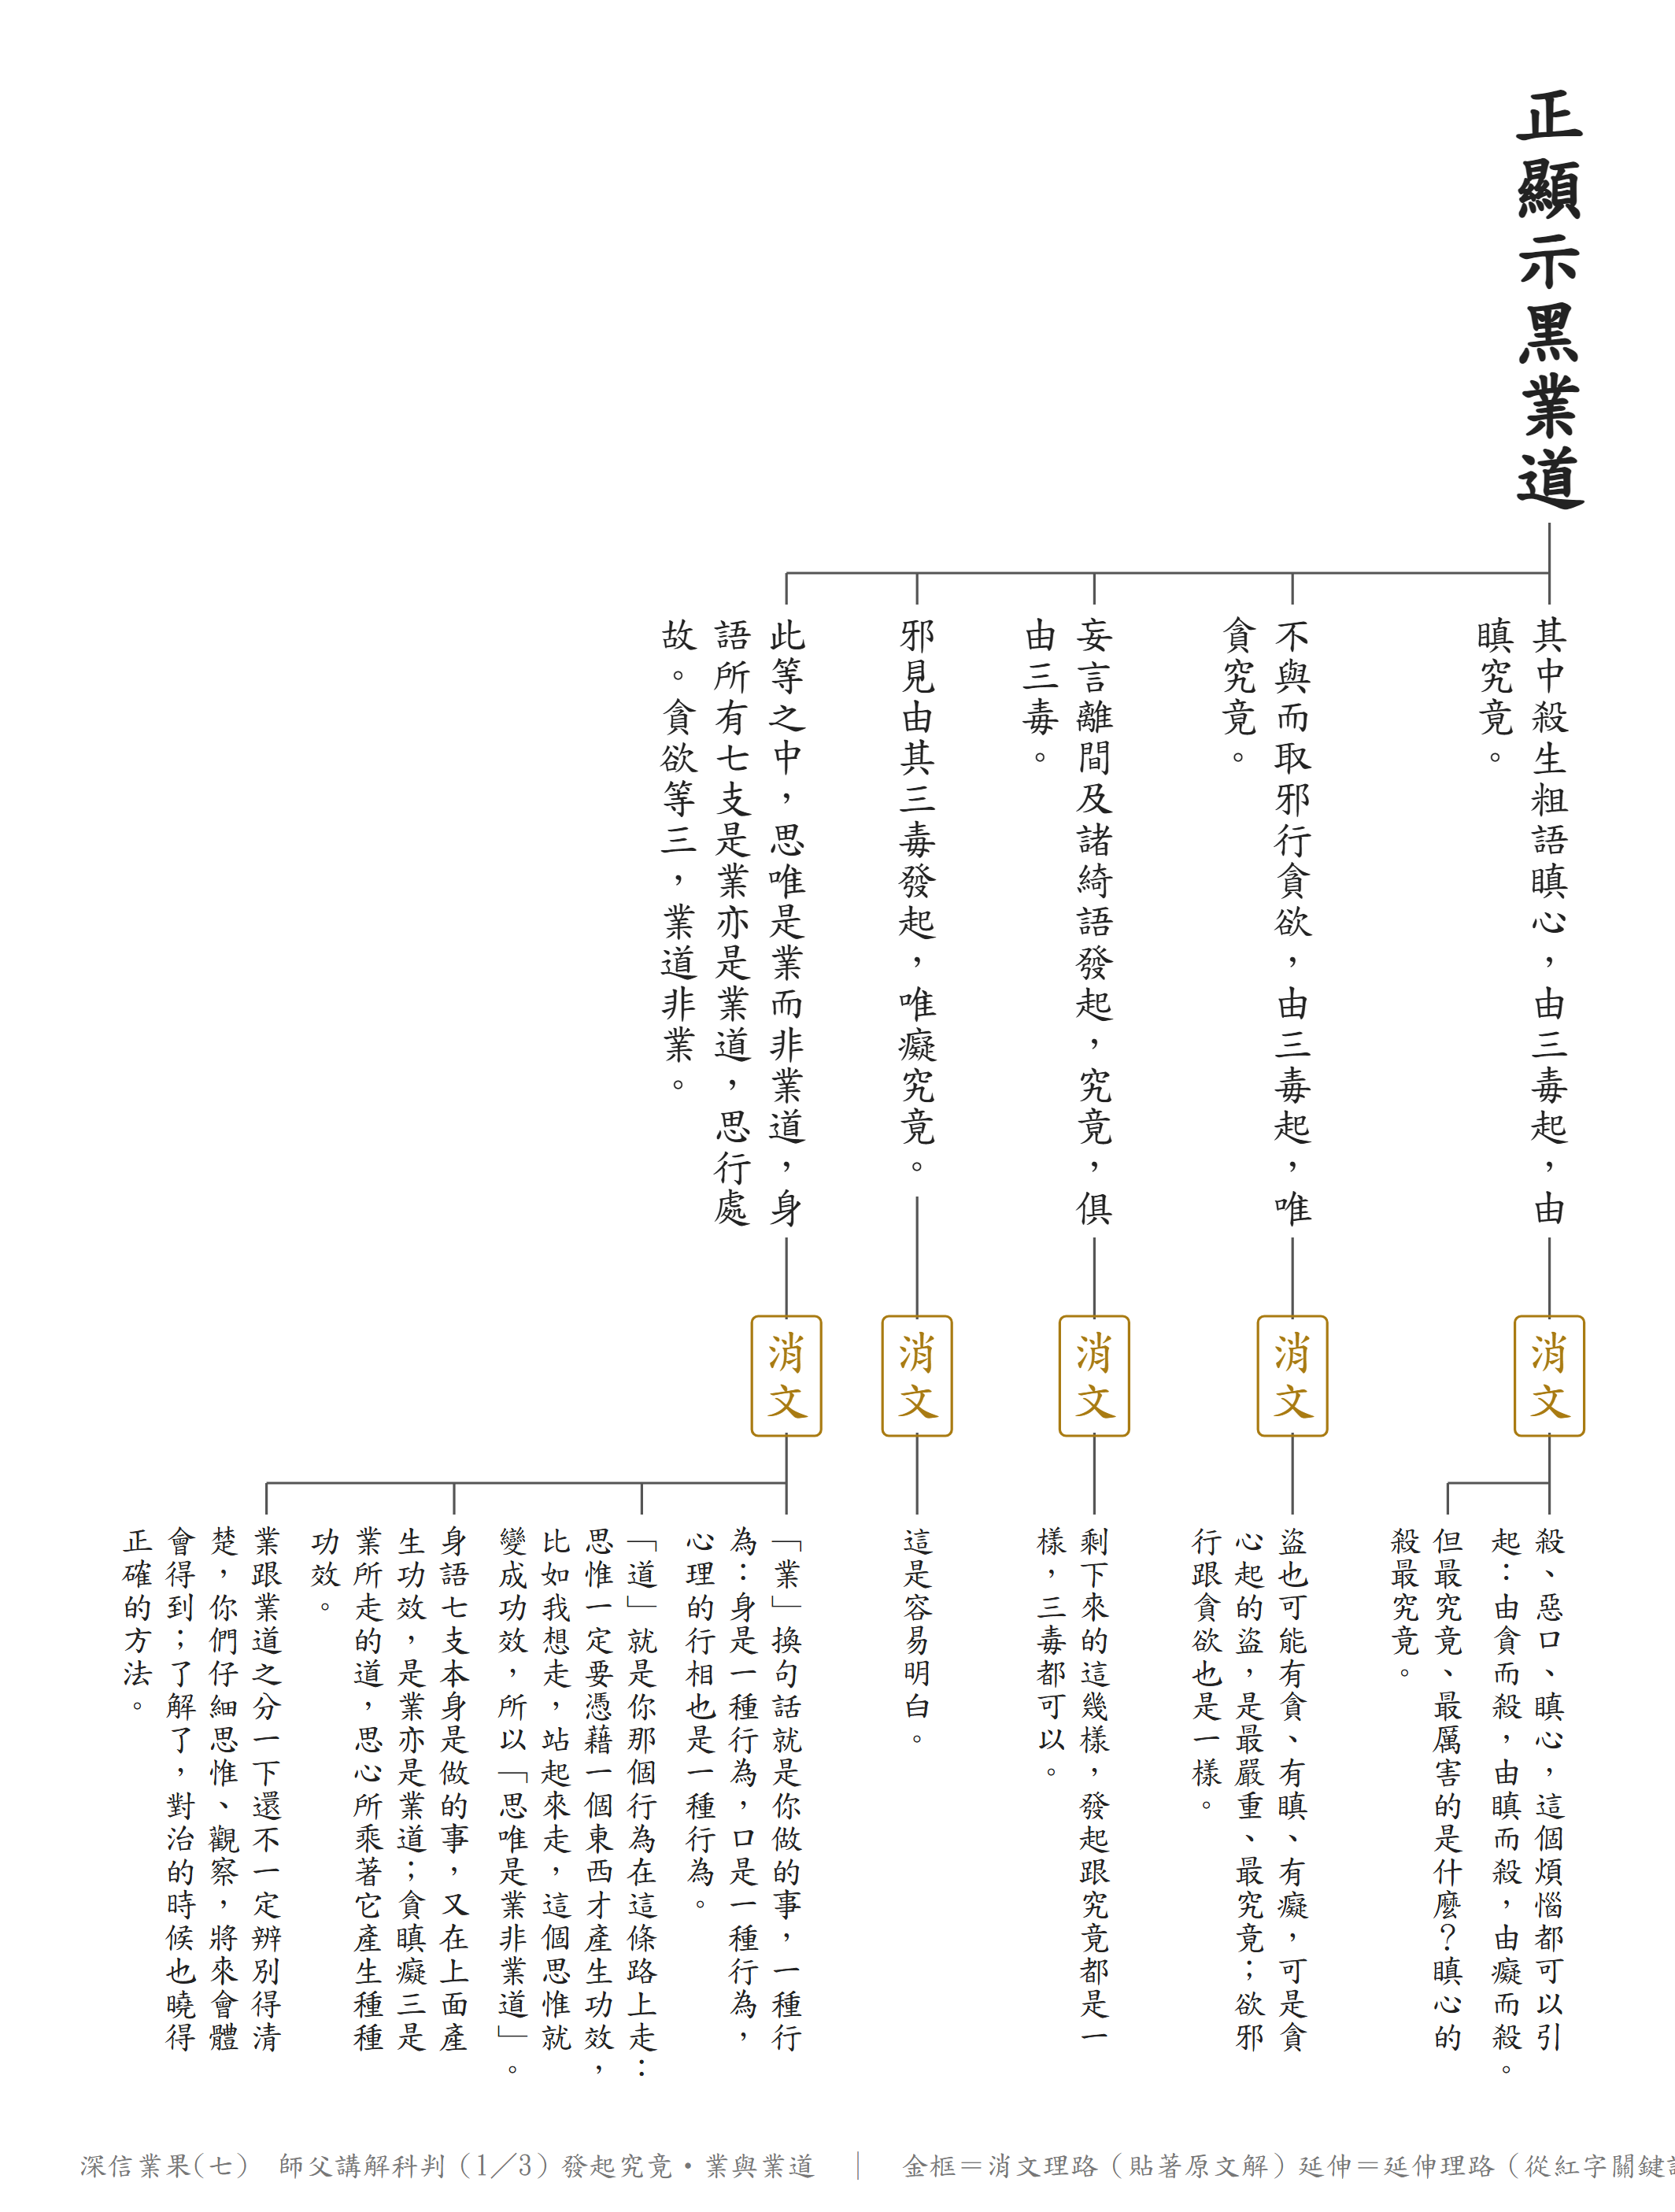 正顯示黑業道
其中殺生粗語瞋心，由三毒起，由
瞋究竟。
不與而取邪行貪欲，由三毒起，唯
貪究竟。
妄言離間及諸綺語發起，究竟，俱
由三毒。
邪見由其三毒發起，唯癡究竟。
此等之中，思唯是業而非業道，身
語所有七支是業亦是業道，思行處
故。貪欲等三，業道非業。
消文
消文
消文
消文
消文
殺、惡口、瞋心，這個煩惱都可以引
起：由貪而殺，由瞋而殺，由癡而殺。
但最究竟、最厲害的是什麼？瞋心的
殺最究竟。
盜也可能有貪、有瞋、有癡，可是貪
心起的盜，是最嚴重、最究竟；欲邪
行跟貪欲也是一樣。
剩下來的這幾樣，發起跟究竟都是一
樣，三毒都可以。
這是容易明白。
「業」換句話就是你做的事，一種行
為：身是一種行為，口是一種行為，
心理的行相也是一種行為。
「道」就是你那個行為在這條路上走：
思惟一定要憑藉一個東西才產生功效，
比如我想走，站起來走，這個思惟就
變成功效，所以「思唯是業非業道」。
身語七支本身是做的事，又在上面產
生功效，是業亦是業道；貪瞋癡三是
業所走的道，思心所乘著它產生種種
功效。
業跟業道之分一下還不一定辨別得清
楚，你們仔細思惟、觀察，將來會體
會得到；了解了，對治的時候也曉得
正確的方法。
深信業果（七）　師父講解科判（1／3）發起究竟・業與業道　｜　金框＝消文理路（貼著原文解）延伸＝延伸理路（從紅字關鍵